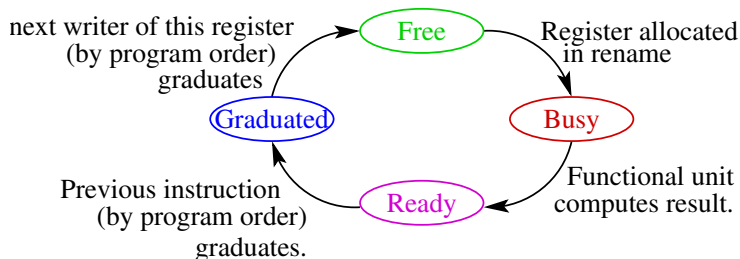 next writer of this register
(by program order)
graduates
Free
Register allocated
in rename
Graduated
Busy
Previous instruction
(by program order)
graduates.
Ready
Functional unit
computes result.